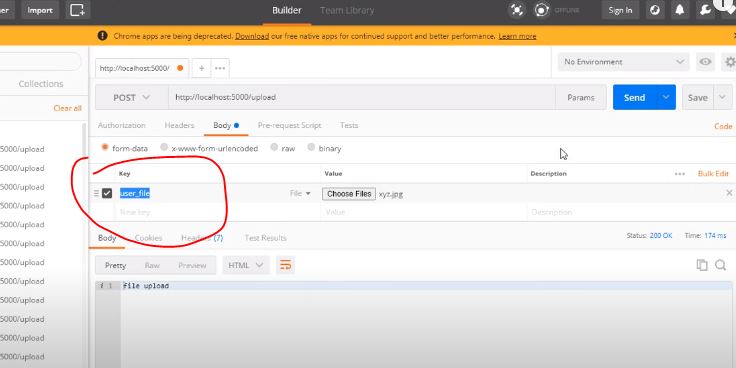 Import
Builder
Team Library
OFFLINE
Sign In
Chrome apps are being deprecated. Download our free native apps for continued support and better performance. Learn more
http://localhost:5000/
+
•••
No Environment
Collections
Clear all
POST
http://localhost:5000/upload
Params
Send
Save
Authorization
Headers
Body
Pre-request Script
Tests
Code
form-data
x-www-form-urlencoded
raw
binary
Key
Value
Description
•••
Bulk Edit
user_file
File
Choose Files
xyz.jpg
New key
Value
Description
Body
Cookies
Headers (7)
Test Results
Status: 200 OK
Time: 174 ms
Pretty
Raw
Preview
HTML
i 1
File upload
5000/upload
5000/upload
5000/upload
5000/upload
5000/upload
5000/upload
5000/upload
5000/upload
5000/upload
5000/upload
5000/upload
5000/upload